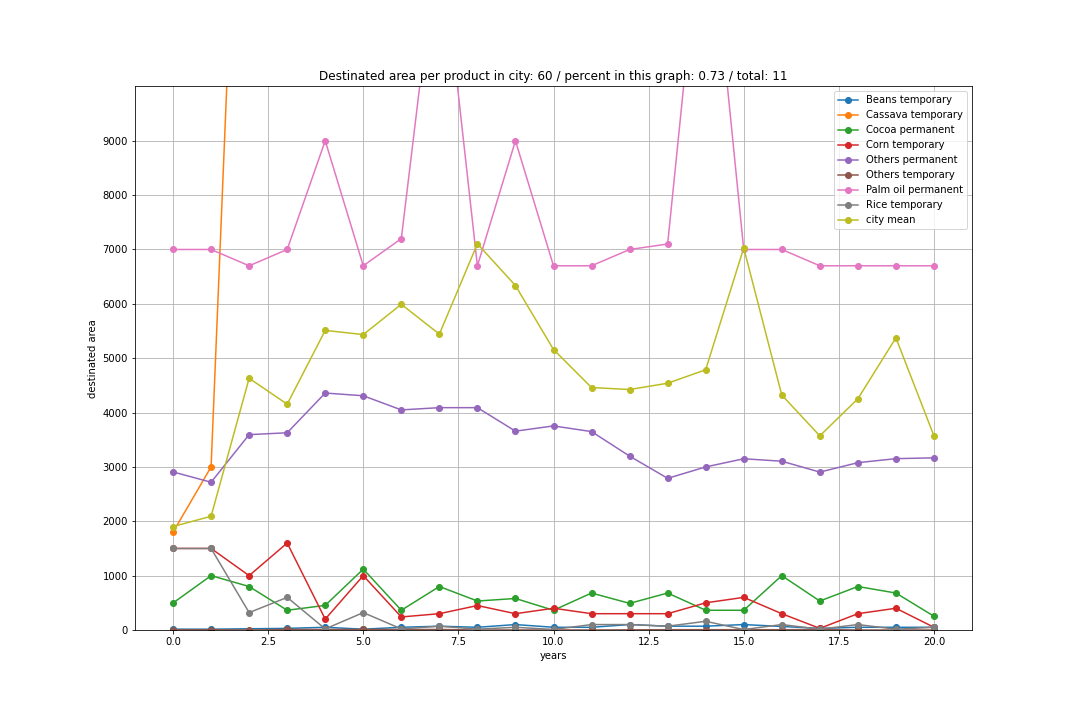 Destinated area per product in city: 60 / percent in this graph: 0.73 / total: 11
Beans temporary
Cassava temporary
Cocoa permanent
Corn temporary
Others permanent
Others temporary
Palm oil permanent
Rice temporary
city mean
9000
8000
7000
6000
5000
4000
3000
2000
1000
0
destinated area
0.0 2.5 5.0 7.5 10.0 12.5 15.0 17.5 20.0
years